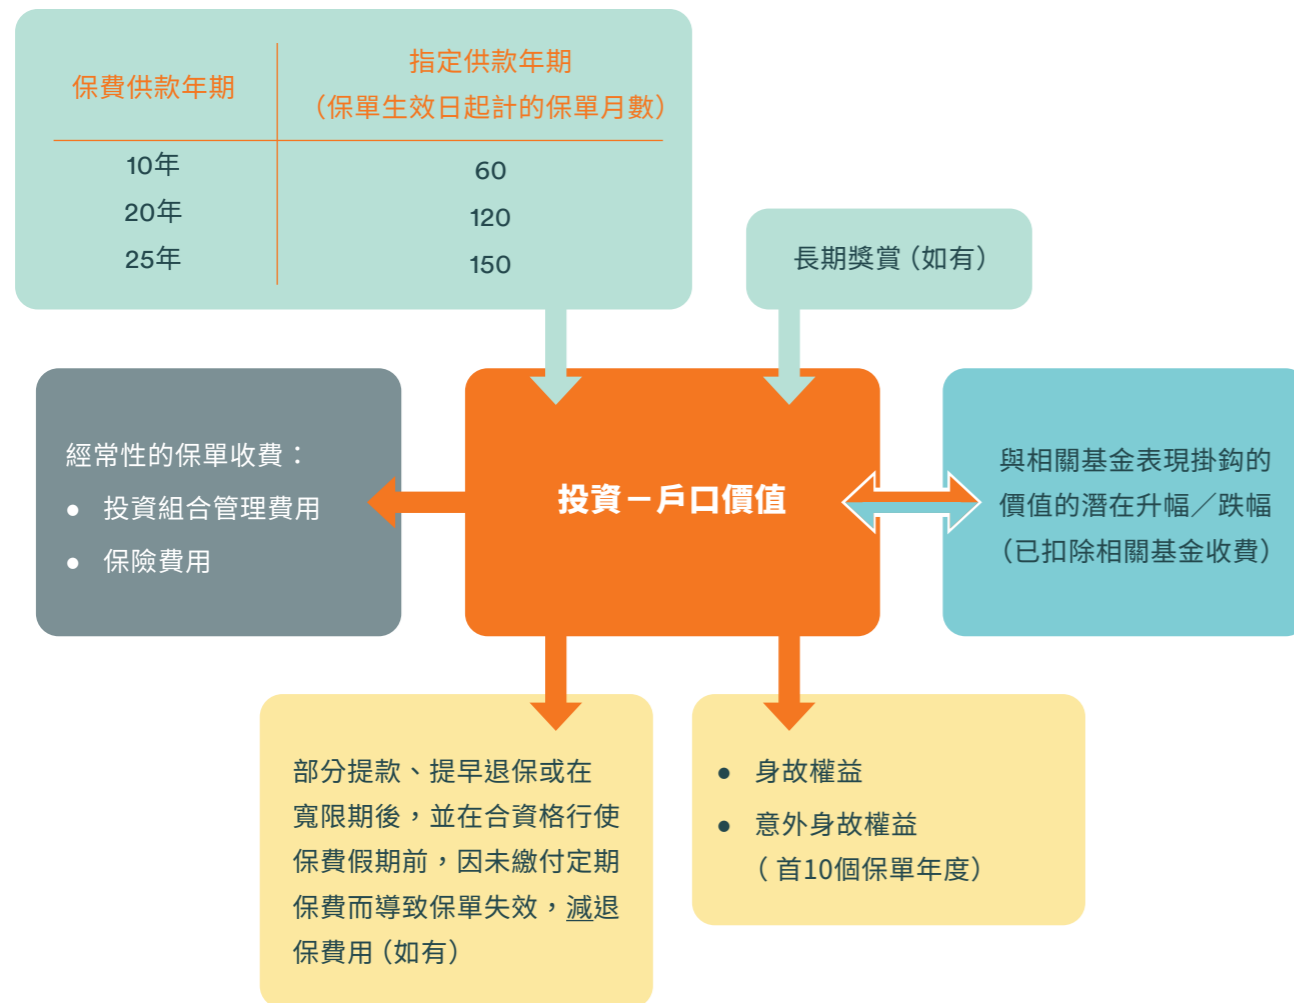 保費供款年期
指定供款年期
（保單生效日起計的保單月數）
10年
60
20年
120
25年
150
長期獎賞（如有）
經常性的保單收費：
● 投資組合管理費用
● 保險費用
投資－戶口價值
與相關基金表現掛鈎的
價值的潛在升幅／跌幅
（已扣除相關基金收費）
部分提款、提早退保或在
寬限期後，並在合資格行使
保費假期前，因未繳付定期
保費而導致保單失效，減退
保費用（如有）
● 身故權益
● 意外身故權益
（ 首10個保單年度）